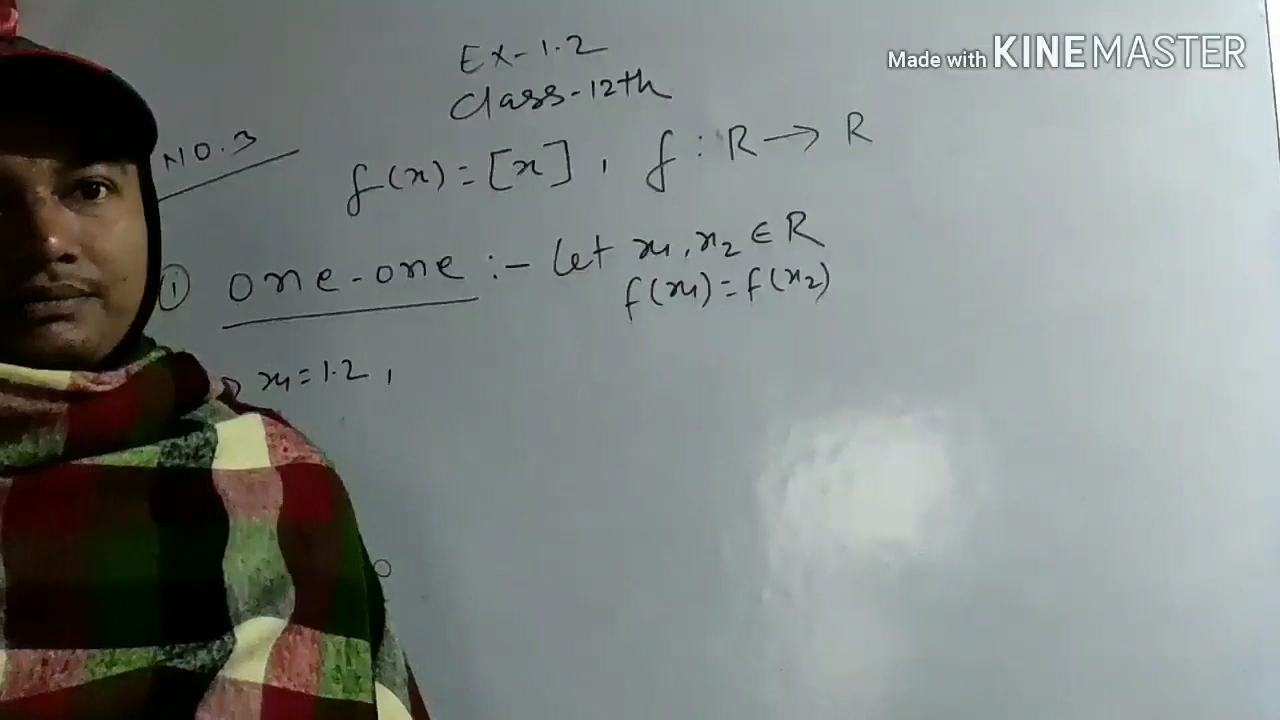 Made with KINEMASTER
Ex-1.2
Class-12th
NO.3
f(x)=[x], f:R→R
① one-one :- Let x₁,x₂∈R
f(x₁)=f(x₂)
x₁=1.2,